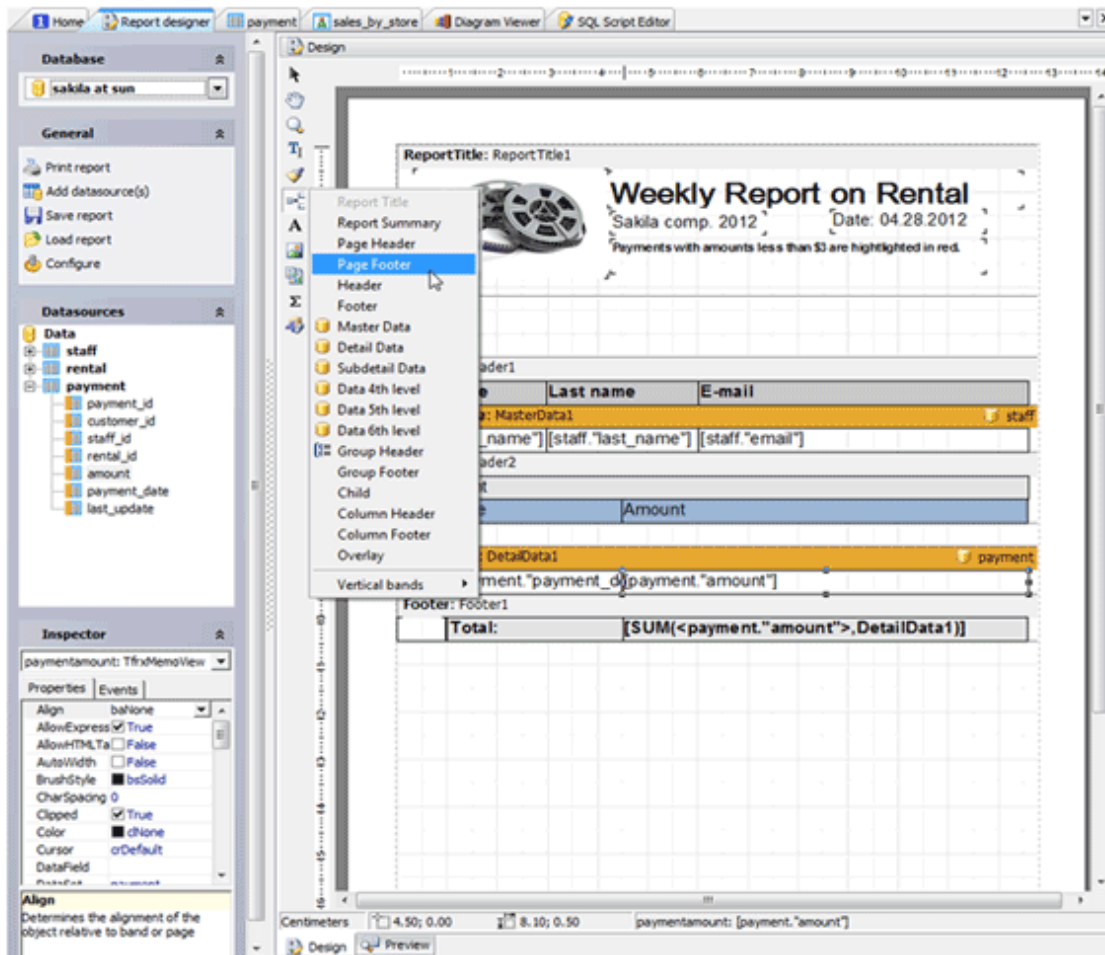 Home Report designer payment sales_by_store Diagram Viewer SQL Script Editor
Database
sakila at sun
General
Print report
Add datasource(s)
Save report
Load report
Configure
Datasources
Data
staff
rental
payment
payment_id
customer_id
staff_id
rental_id
amount
payment_date
last_update
Inspector
paymentamount: TfrxMemoView
Properties Events
Align baNone
AllowExpress True
AllowHTMLTa False
AutoWidth False
BrushStyle bsSolid
CharSpacing 0
Clipped True
Color clNone
Cursor crDefault
DataField
DataSet payment
Align
Determines the alignment of the
object relative to band or page
Design
ReportTitle: ReportTitle1
Weekly Report on Rental
Sakila comp. 2012 Date: 04.28.2012
Payments with amounts less than $3 are hightlighted in red.
Report Title
Report Summary
Page Header
Page Footer
Header
Footer
Master Data
Detail Data
Subdetail Data
Data 4th level
Data 5th level
Data 6th level
Group Header
Group Footer
Child
Column Header
Column Footer
Overlay
Vertical bands
ader1
e Last name E-mail
a: MasterData1 staff
_name"] [staff."last_name"] [staff."email"]
ader2
nt
e Amount
: DetailData1 payment
yment."payment_d [payment."amount"]
Footer: Footer1
Total: [SUM(<payment."amount">,DetailData1)]
Centimeters 4.50; 0.00 8.10; 0.50 paymentamount: [payment."amount"]
Design Preview